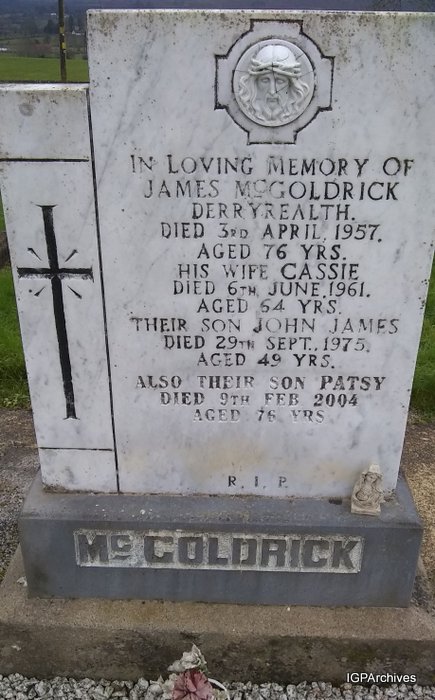 IN LOVING MEMORY OF
JAMES McGOLDRICK
DERRYREALTH.
DIED 3RD APRIL, 1957.
AGED 76 YRS.
HIS WIFE CASSIE
DIED 6TH JUNE, 1961.
AGED 64 YRS.
THEIR SON JOHN JAMES
DIED 29TH SEPT, 1975.
AGED 49 YRS.
ALSO THEIR SON PATSY
DIED 9TH FEB 2004
AGED 76 YRS
R.I.P.
McGOLDRICK
IGPArchives